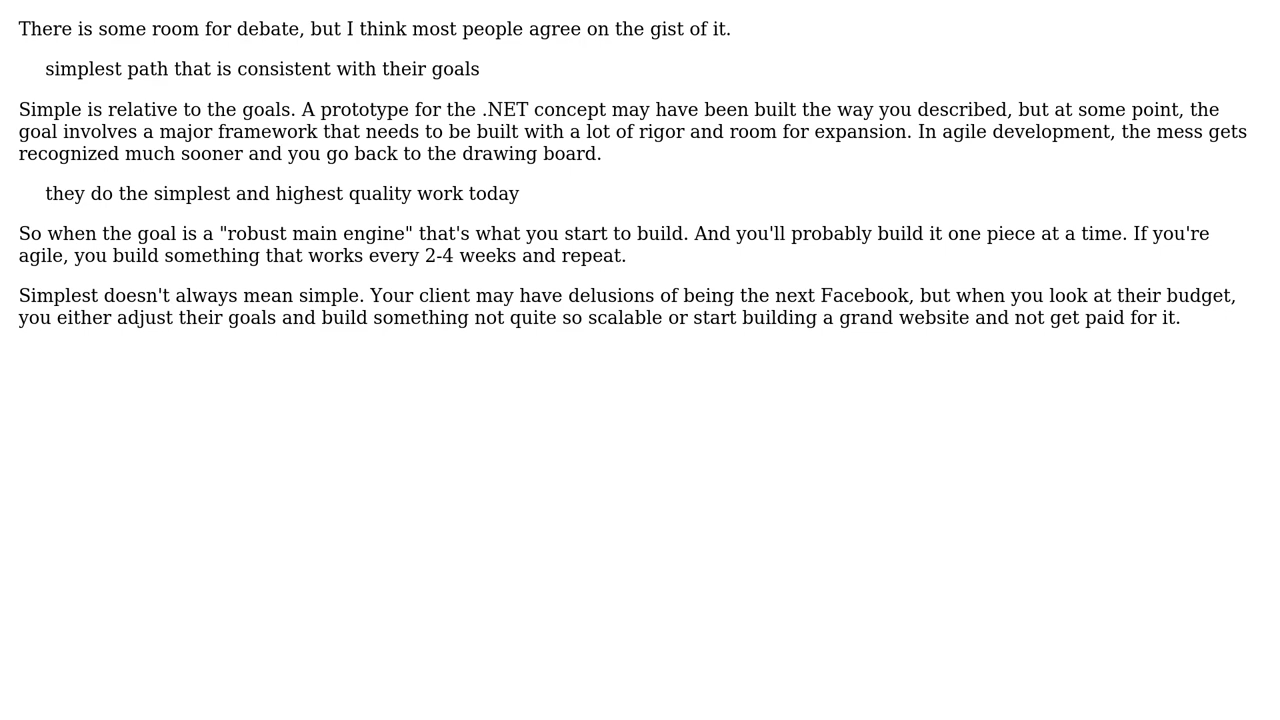 There is some room for debate, but I think most people agree on the gist of it.
simplest path that is consistent with their goals
Simple is relative to the goals. A prototype for the .NET concept may have been built the way you described, but at some point, the
goal involves a major framework that needs to be built with a lot of rigor and room for expansion. In agile development, the mess gets
recognized much sooner and you go back to the drawing board.
they do the simplest and highest quality work today
So when the goal is a "robust main engine" that's what you start to build. And you'll probably build it one piece at a time. If you're
agile, you build something that works every 2-4 weeks and repeat.
Simplest doesn't always mean simple. Your client may have delusions of being the next Facebook, but when you look at their budget,
you either adjust their goals and build something not quite so scalable or start building a grand website and not get paid for it.